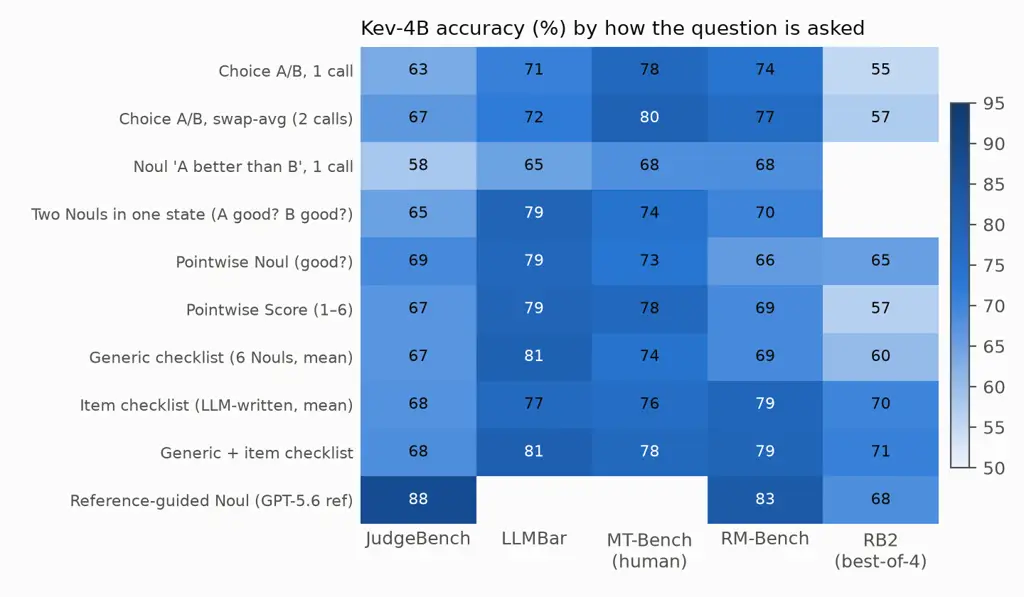 Kev-4B accuracy (%) by how the question is asked
Choice A/B, 1 call 63 71 78 74 55
Choice A/B, swap-avg (2 calls) 67 72 80 77 57
Noul 'A better than B', 1 call 58 65 68 68
Two Nouls in one state (A good? B good?) 65 79 74 70
Pointwise Noul (good?) 69 79 73 66 65
Pointwise Score (1–6) 67 79 78 69 57
Generic checklist (6 Nouls, mean) 67 81 74 69 60
Item checklist (LLM-written, mean) 68 77 76 79 70
Generic + item checklist 68 81 78 79 71
Reference-guided Noul (GPT-5.6 ref) 88 83 68
JudgeBench LLMBar MT-Bench RM-Bench RB2
(human) (best-of-4)
95
90
85
80
75
70
65
60
55
50